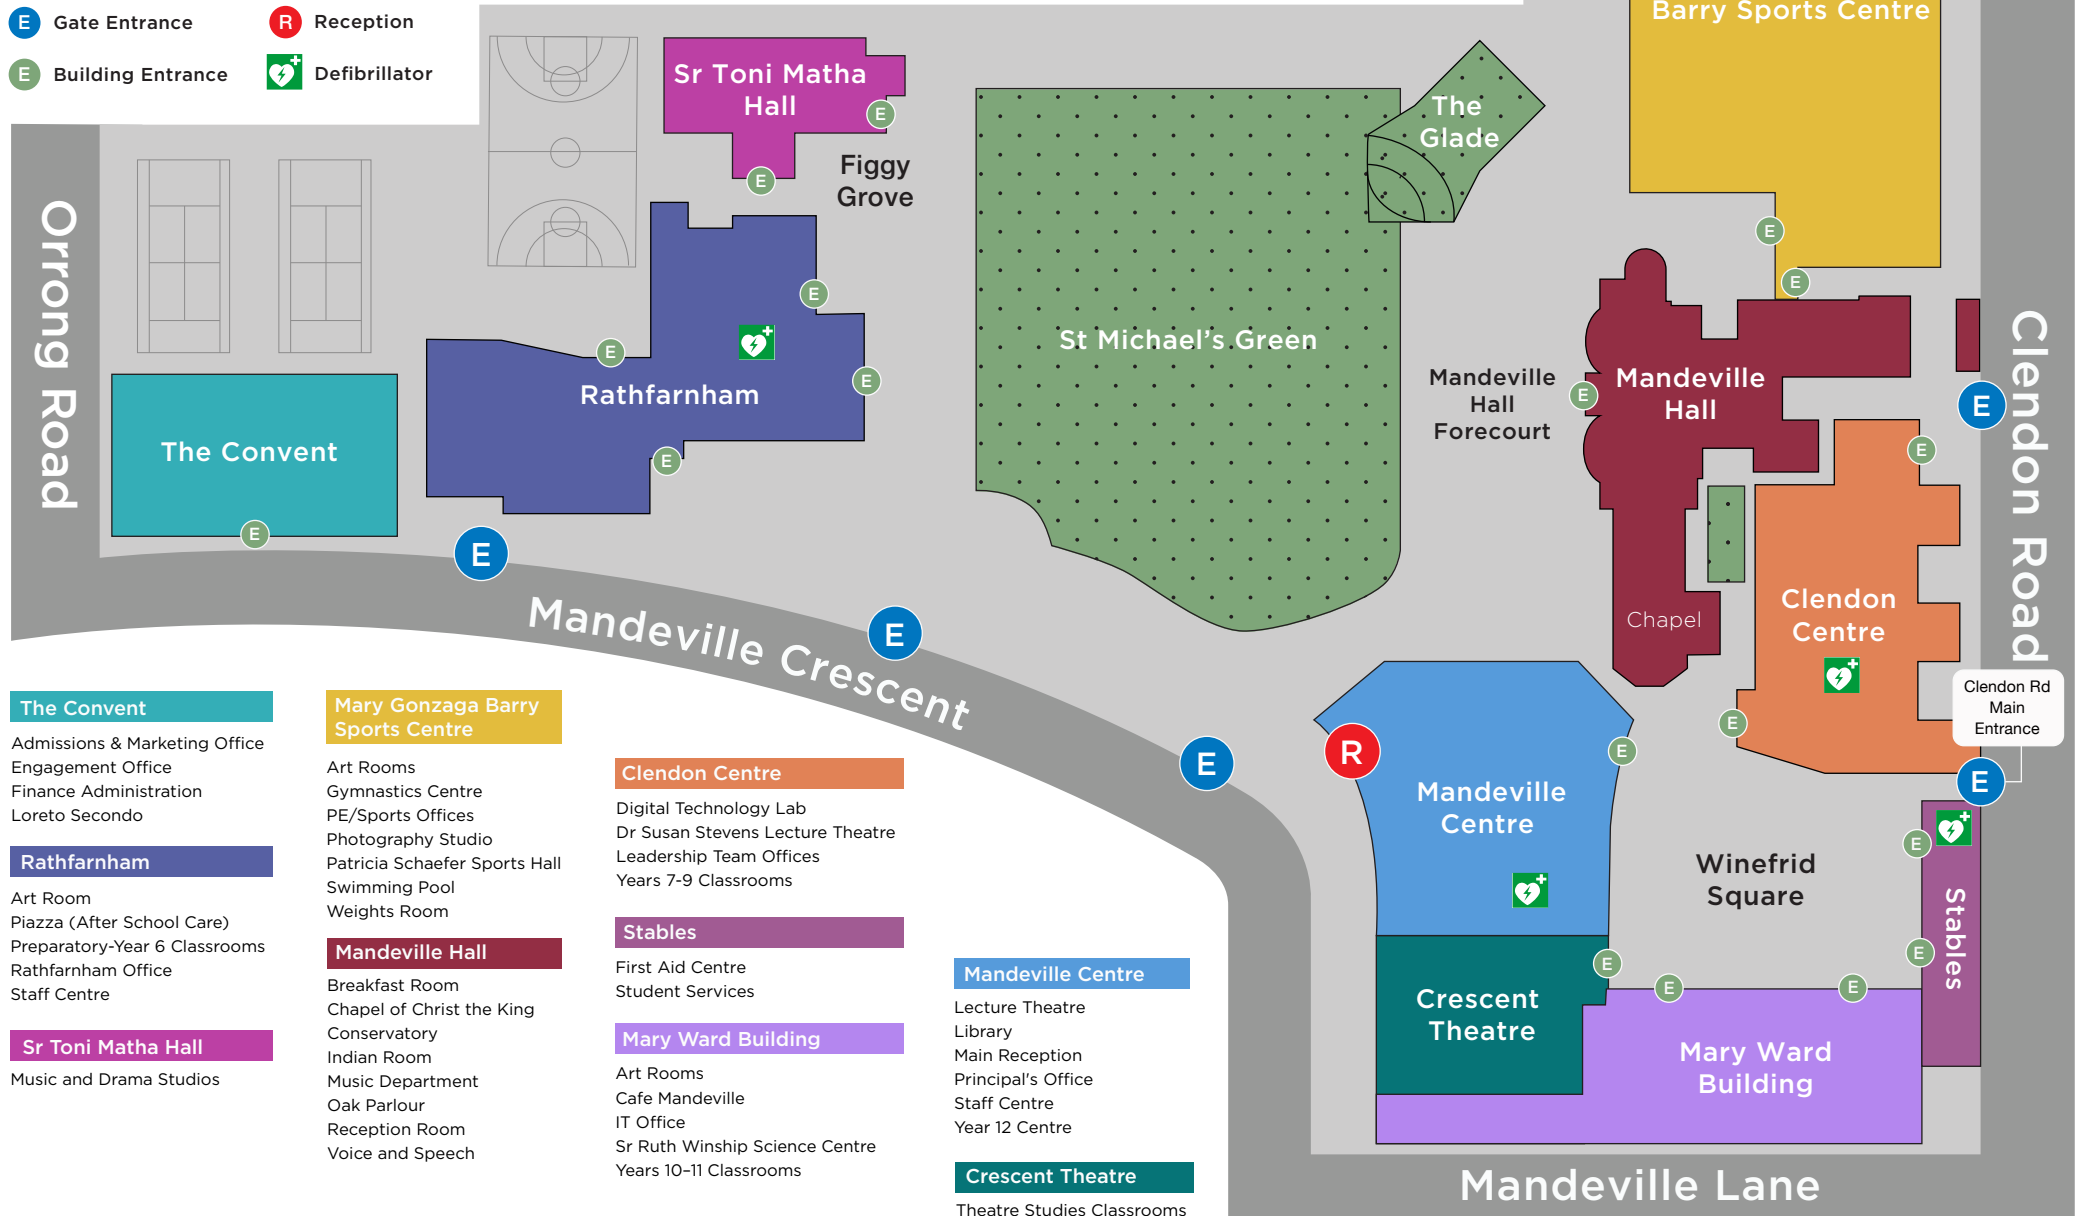 E Gate Entrance
R Reception
E Building Entrance
Defibrillator
Barry Sports Centre
Sr Toni Matha
Hall
E
E
Figgy
Grove
The
Glade
Orrong Road
E
E
E
E
Rathfarnham
E
E
The Convent
E
St Michael's Green
E
E
Mandeville
Hall
Forecourt
E
Mandeville
Hall
Clendon Road
E
E
Chapel
Clendon
Centre
E
Clendon Rd
Main
Entrance
E
E
Mandeville Crescent
E
E
R
E
Mandeville
Centre
Winefrid
Square
E
E
Stables
E
E
E
Crescent
Theatre
Mary Ward
Building
Mandeville Lane
The Convent
Admissions & Marketing Office
Engagement Office
Finance Administration
Loreto Secondo
Rathfarnham
Art Room
Piazza (After School Care)
Preparatory-Year 6 Classrooms
Rathfarnham Office
Staff Centre
Sr Toni Matha Hall
Music and Drama Studios
Mary Gonzaga Barry
Sports Centre
Art Rooms
Gymnastics Centre
PE/Sports Offices
Photography Studio
Patricia Schaefer Sports Hall
Swimming Pool
Weights Room
Mandeville Hall
Breakfast Room
Chapel of Christ the King
Conservatory
Indian Room
Music Department
Oak Parlour
Reception Room
Voice and Speech
Clendon Centre
Digital Technology Lab
Dr Susan Stevens Lecture Theatre
Leadership Team Offices
Years 7-9 Classrooms
Stables
First Aid Centre
Student Services
Mary Ward Building
Art Rooms
Cafe Mandeville
IT Office
Sr Ruth Winship Science Centre
Years 10–11 Classrooms
Mandeville Centre
Lecture Theatre
Library
Main Reception
Principal's Office
Staff Centre
Year 12 Centre
Crescent Theatre
Theatre Studies Classrooms